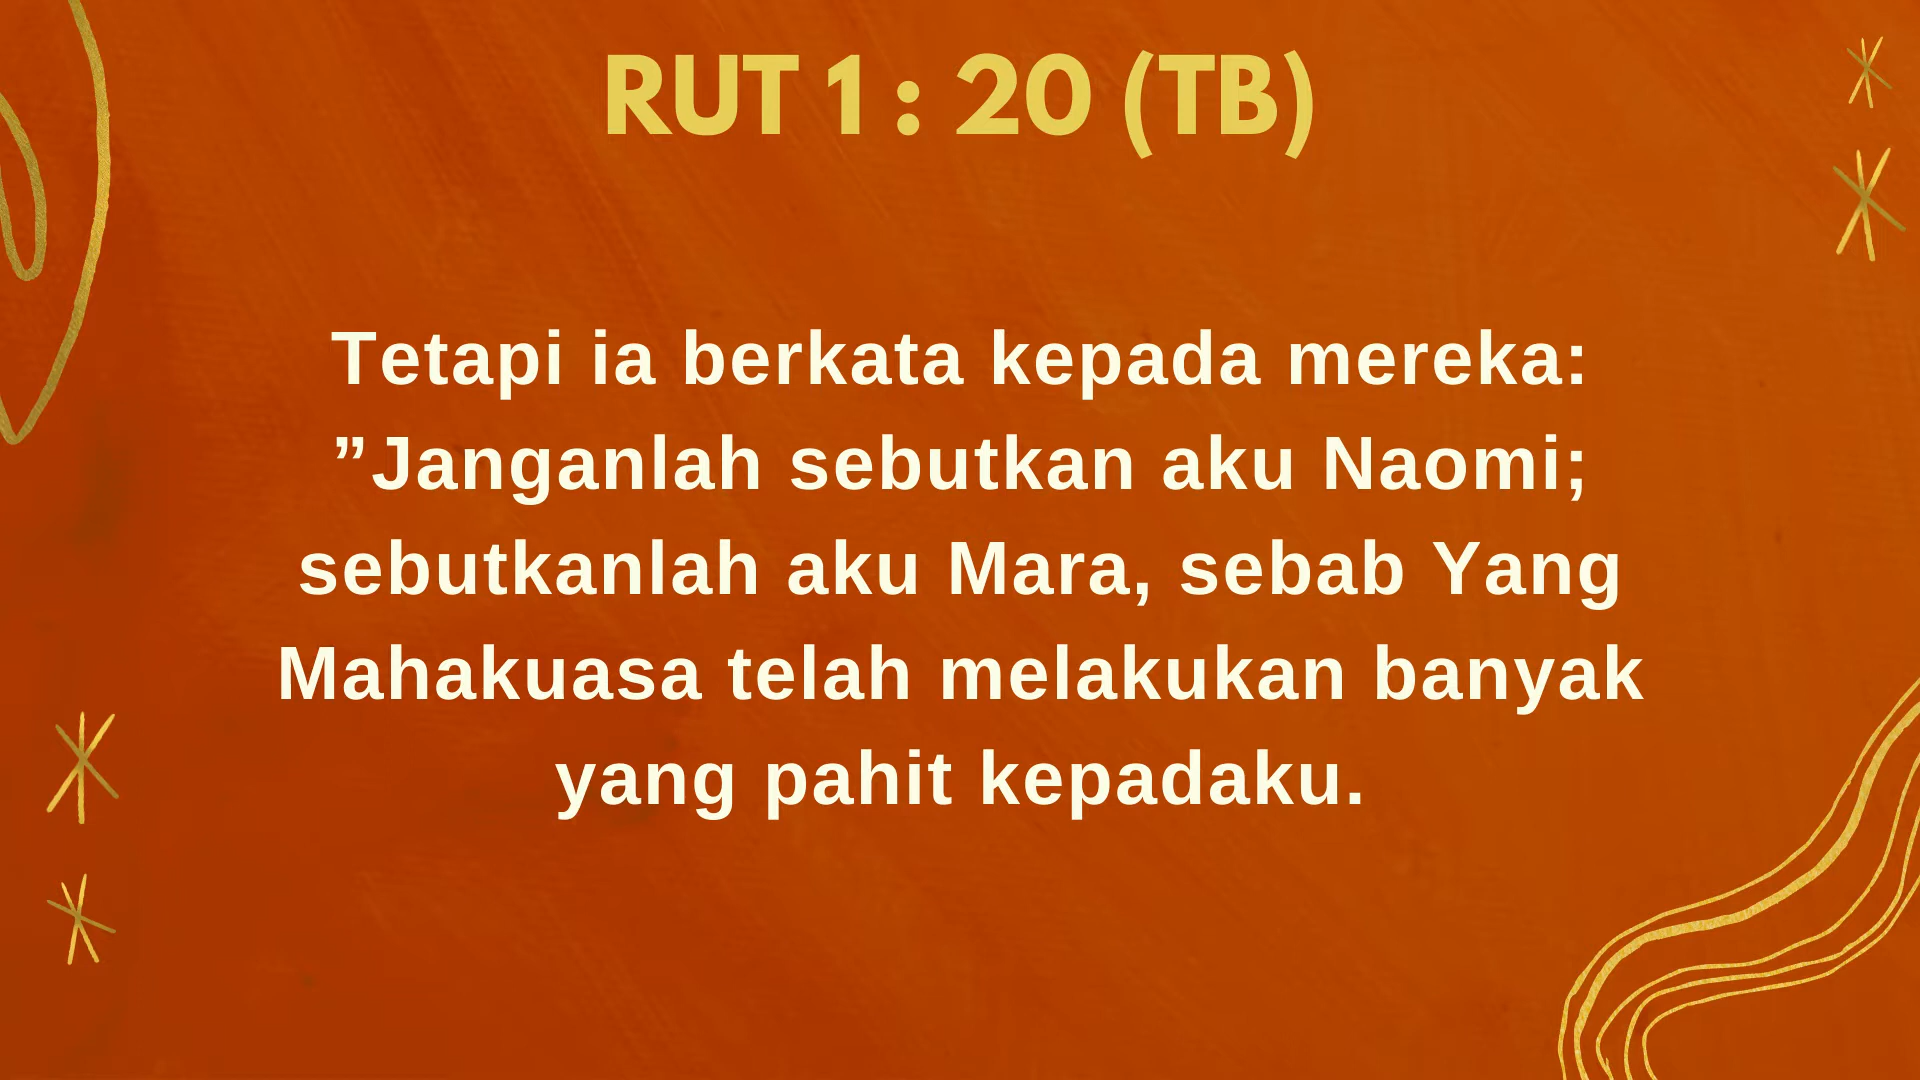 RUT 1 : 20 (TB)
Tetapi ia berkata kepada mereka:
”Janganlah sebutkan aku Naomi;
sebutkanlah aku Mara, sebab Yang
Mahakuasa telah melakukan banyak
yang pahit kepadaku.